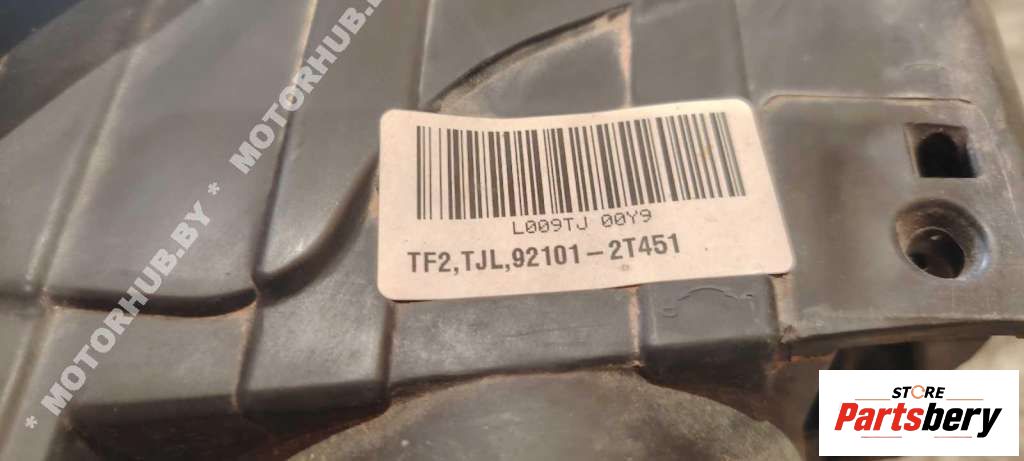 * MOTORHUB.BY * MOTORHUB.BY *
L009TJ 00Y9
TF2,TJL,92101-2T451
STORE
Partsbery